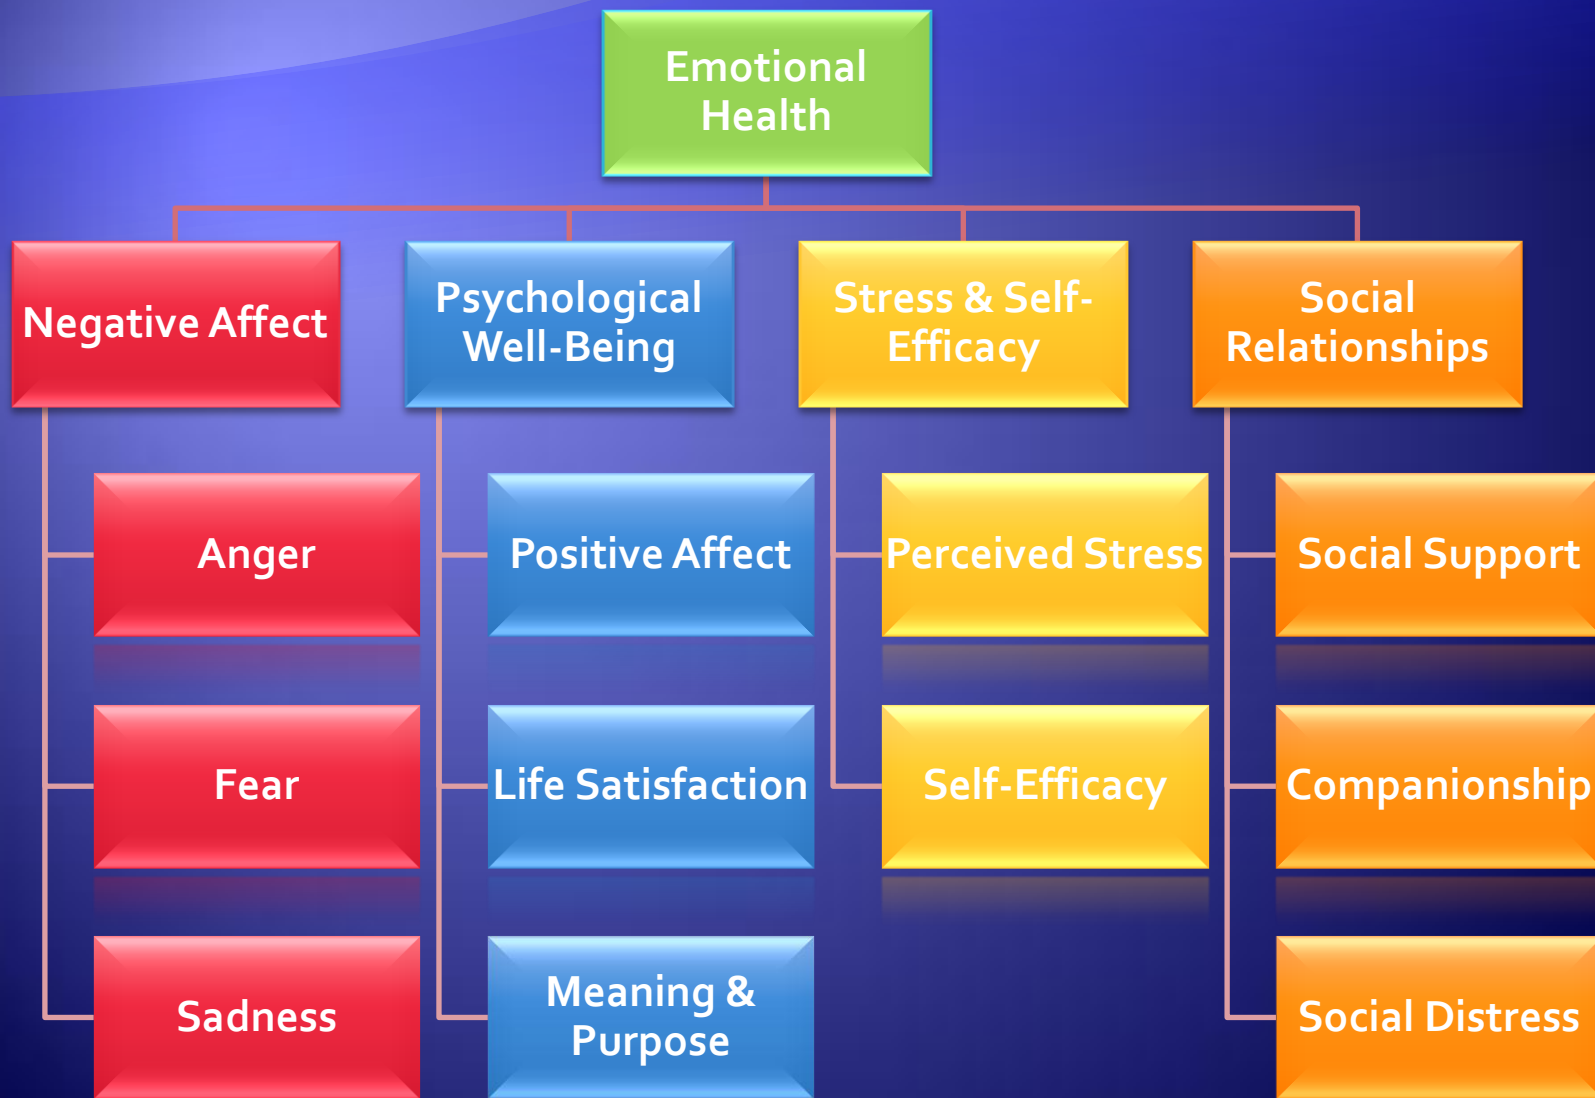 Emotional
Health
Negative Affect
Psychological
Well-Being
Stress & Self-
Efficacy
Social
Relationships
Anger
Positive Affect
Perceived Stress
Social Support
Fear
Life Satisfaction
Self-Efficacy
Companionship
Sadness
Meaning &
Purpose
Social Distress